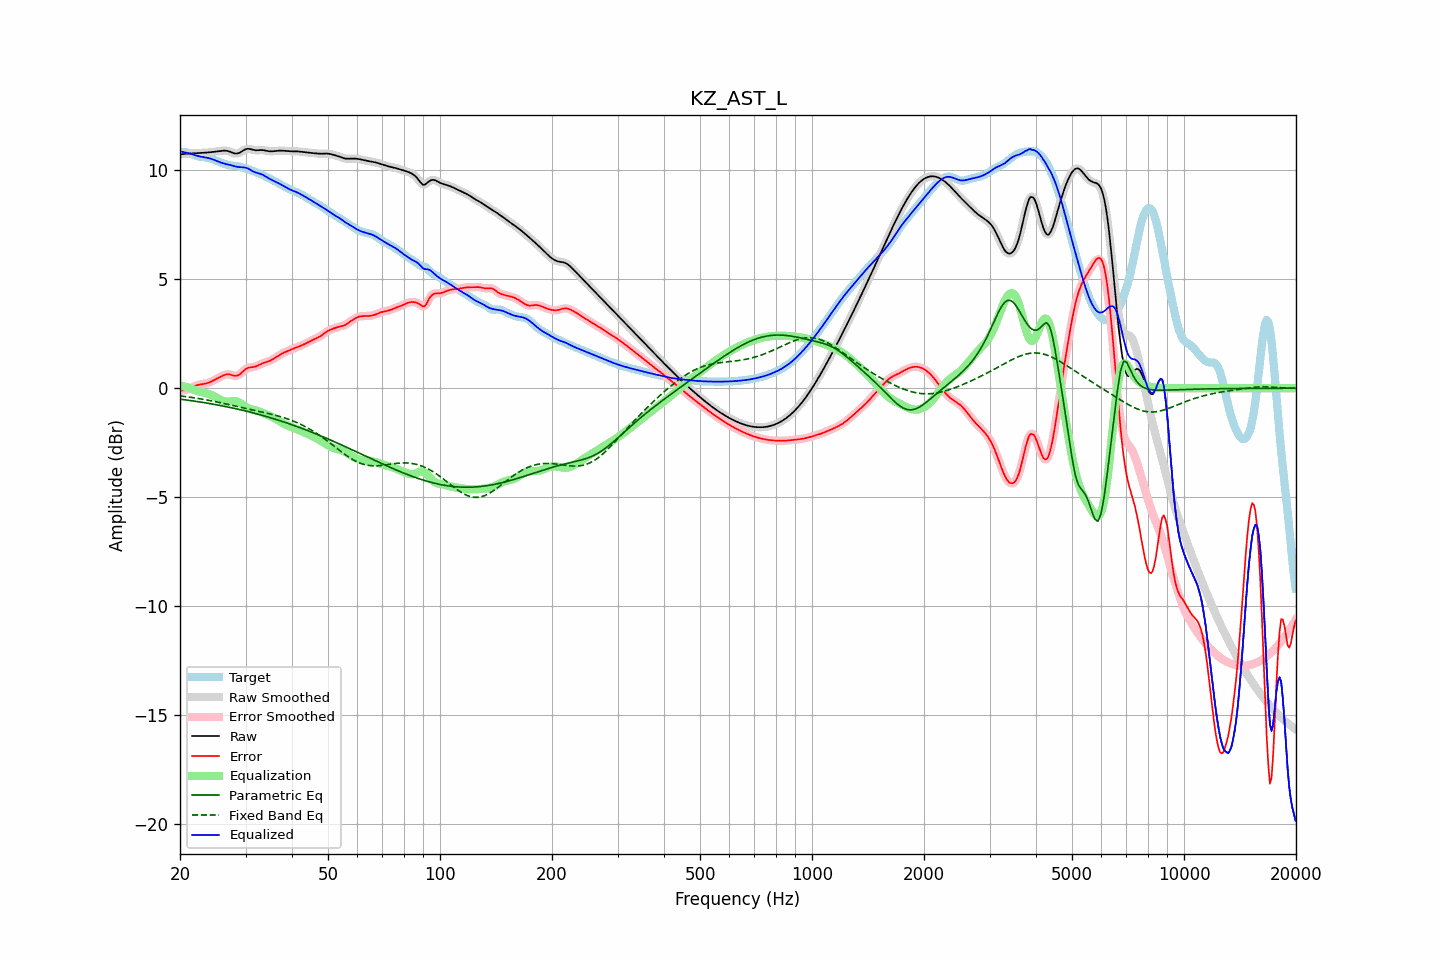 KZ_AST_L
Amplitude (dBr)
10
5
0
−5
−10
−15
−20
Target
Raw Smoothed
Error Smoothed
Raw
Error
Equalization
Parametric Eq
Fixed Band Eq
Equalized
20
50
100
200
500
1000
2000
5000
10000
20000
Frequency (Hz)